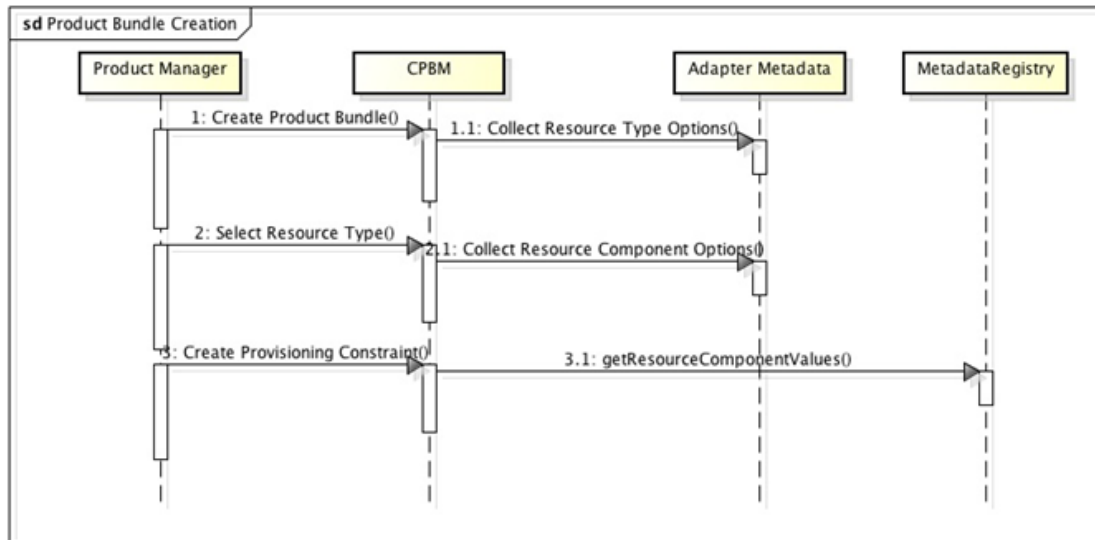 sd Product Bundle Creation
Product Manager
CPBM
Adapter Metadata
MetadataRegistry
1: Create Product Bundle()
1.1: Collect Resource Type Options()
2: Select Resource Type()
2.1: Collect Resource Component Options()
3: Create Provisioning Constraint()
3.1: getResourceComponentValues()